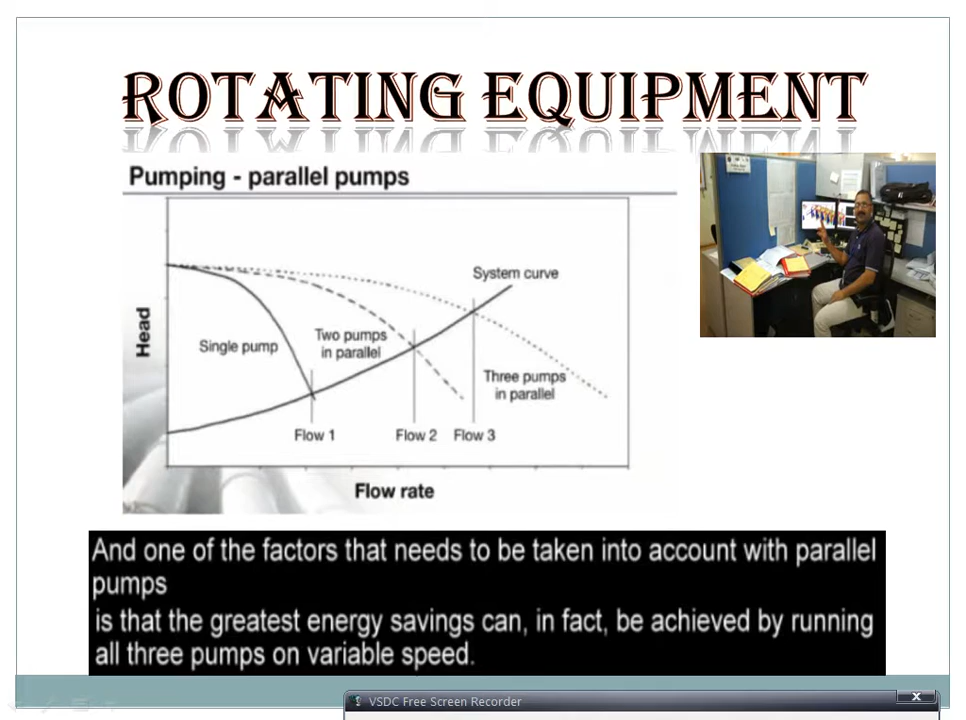 ROTATING EQUIPMENT
Pumping - parallel pumps
System curve
Head
Single pump
Two pumps
in parallel
Three pumps
in parallel
Flow 1
Flow 2
Flow 3
Flow rate
And one of the factors that needs to be taken into account with parallel
pumps
is that the greatest energy savings can, in fact, be achieved by running
all three pumps on variable speed.
VSDC Free Screen Recorder